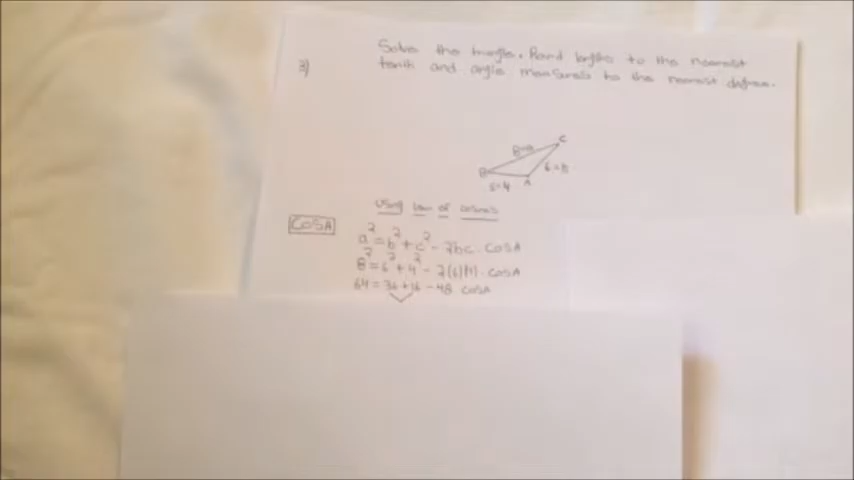 Solve the triangle. Round lengths to the nearest
3)
tenth and angle measures to the nearest degree.
C
8=a
B
6=b
A
c=4
Using Law of cosines
COSA
a² = b² + c² - 2bc · COSA
8² = 6² + 4² - 2(6)(4) · COSA
64 = 36 + 16 - 48 COSA